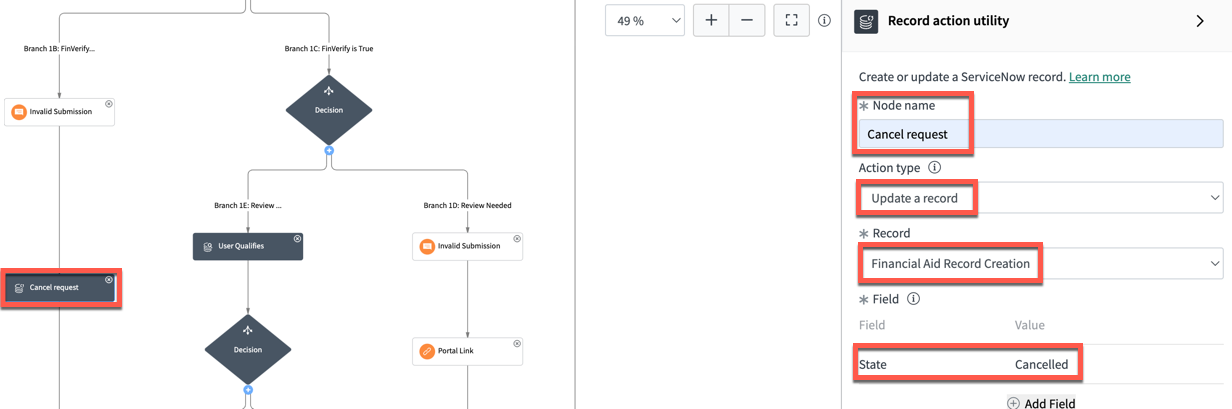 Branch 1B: FinVerify...
Branch 1C: FinVerify is True
Invalid Submission
Decision
Branch 1E: Review ...
Branch 1D: Review Needed
User Qualifies
Invalid Submission
Cancel request
Decision
Portal Link
49 %
Record action utility
Create or update a ServiceNow record. Learn more
* Node name
Cancel request
Action type
Update a record
* Record
Financial Aid Record Creation
* Field
Field Value
State Cancelled
Add Field